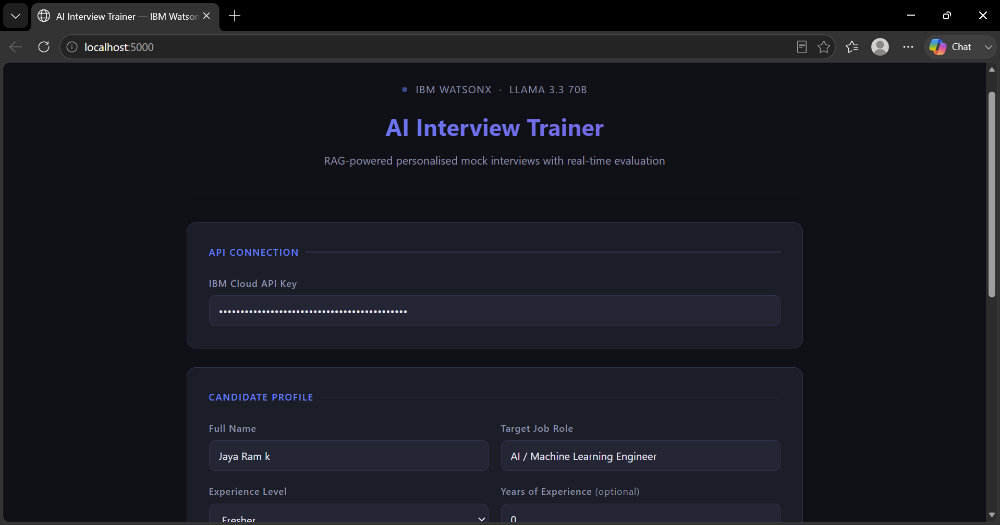 AI Interview Trainer — IBM Watson
localhost:5000
Chat
IBM WATSONX · LLAMA 3.3 70B
AI Interview Trainer
RAG-powered personalised mock interviews with real-time evaluation
API CONNECTION
IBM Cloud API Key
••••••••••••••••••••••••••••••••••••••••••••
CANDIDATE PROFILE
Full Name
Target Job Role
Jaya Ram k
AI / Machine Learning Engineer
Experience Level
Years of Experience (optional)
Fresher
0